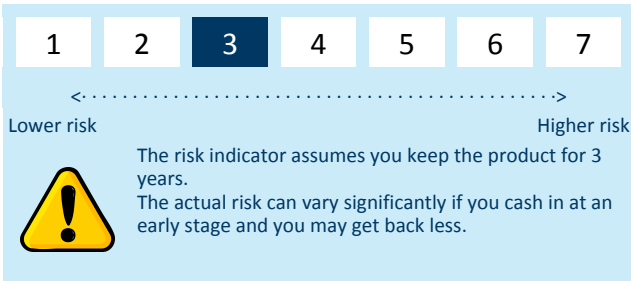 1 2 3 4 5 6 7
Lower risk Higher risk
The risk indicator assumes you keep the product for 3
years.
The actual risk can vary significantly if you cash in at an
early stage and you may get back less.